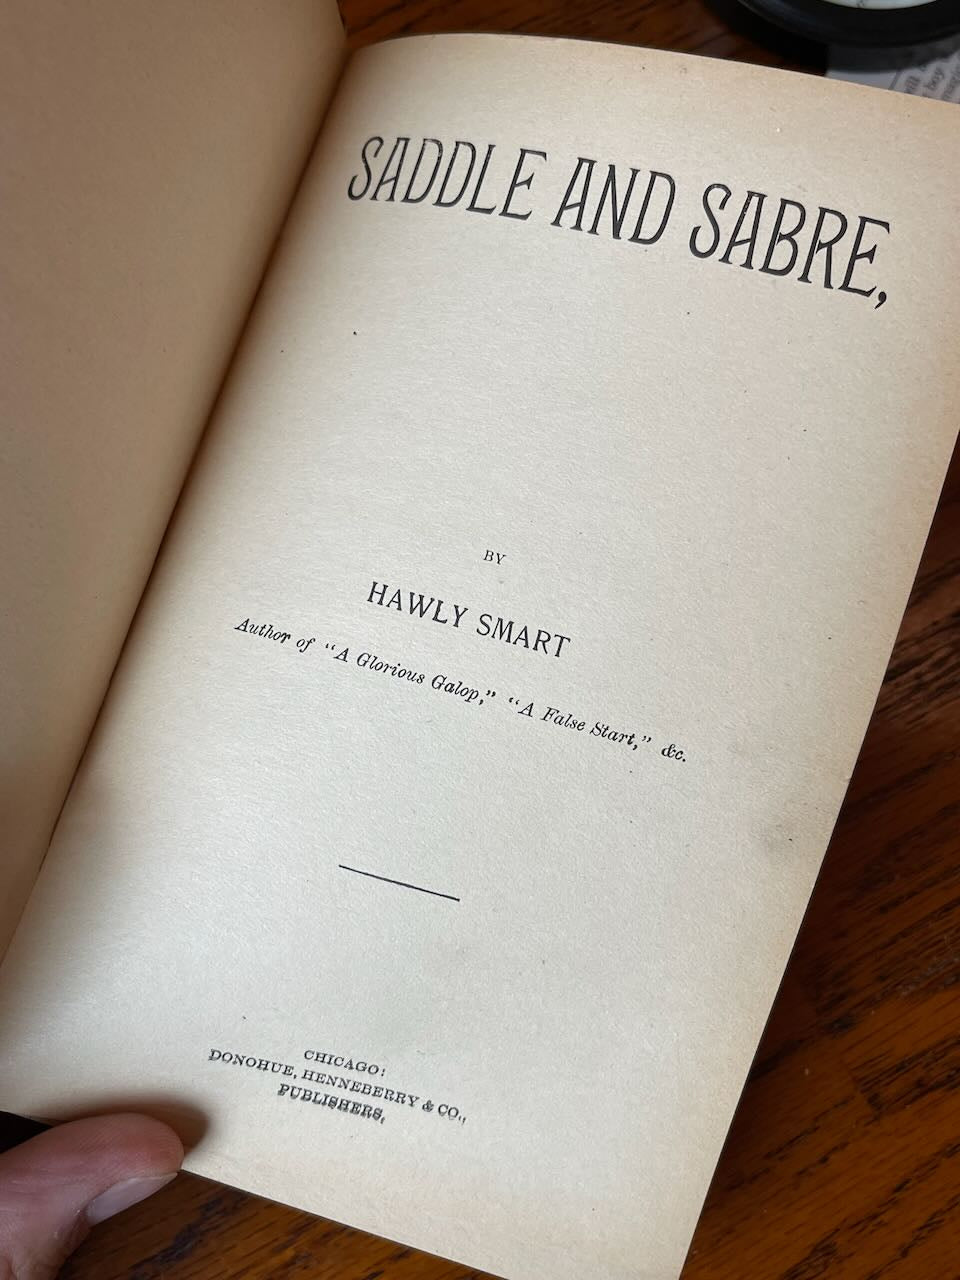 SADDLE AND SABRE,
BY
HAWLY SMART
Author of "A Glorious Galop," "A False Start," &c.
CHICAGO:
DONOHUE, HENNEBERRY & CO.,
PUBLISHERS,